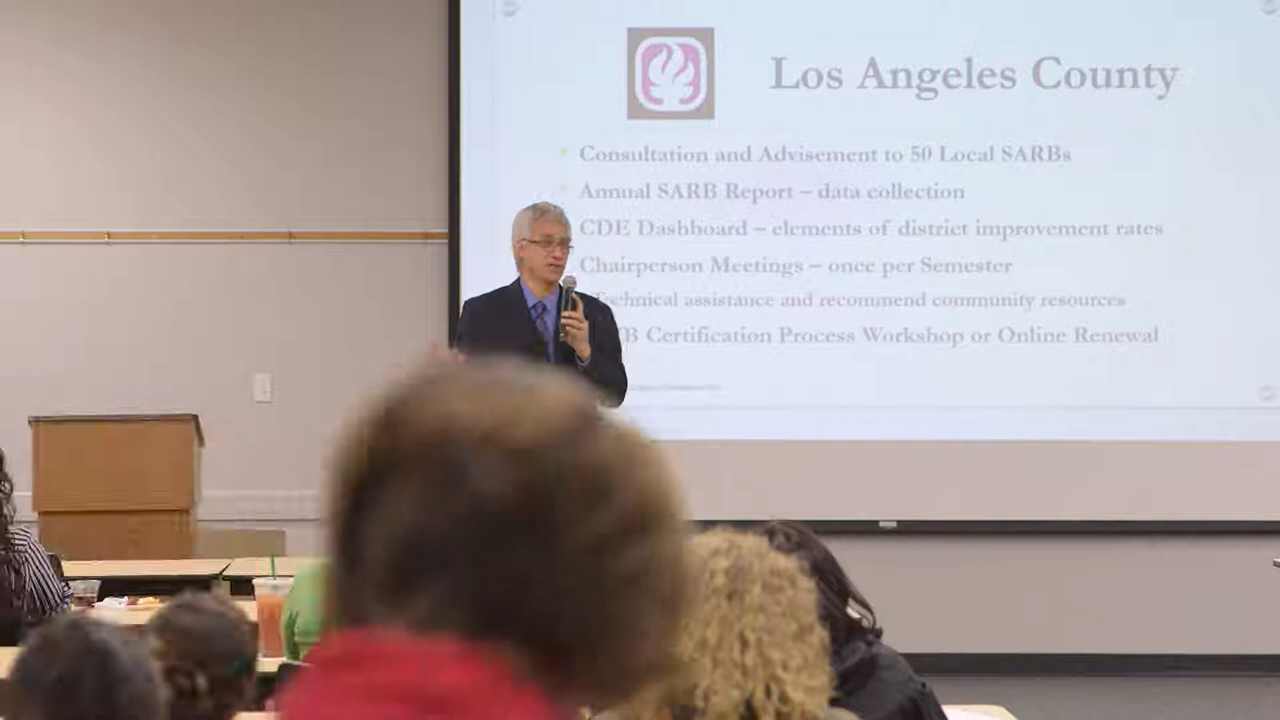 Los Angeles County
Consultation and Advisement to 50 Local SARBs
Annual SARB Report – data collection
CDE Dashboard – elements of district improvement rates
Chairperson Meetings – once per Semester
Technical assistance and recommend community resources
Certification Process Workshop or Online Renewal